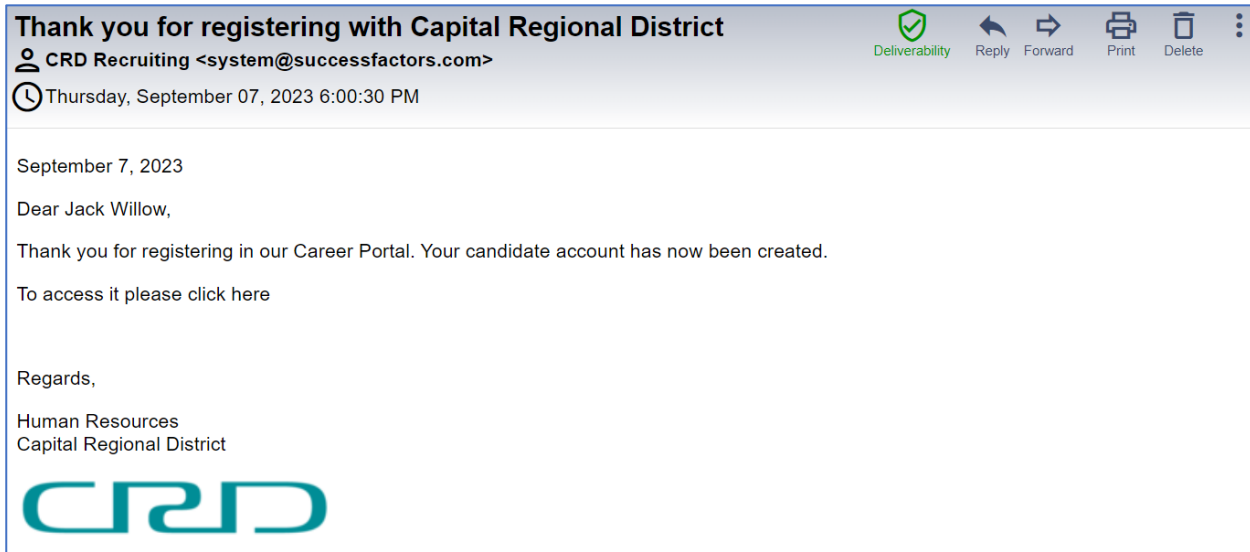 Thank you for registering with Capital Regional District
CRD Recruiting <system@successfactors.com>
Thursday, September 07, 2023 6:00:30 PM
Deliverability Reply Forward Print Delete
September 7, 2023
Dear Jack Willow,
Thank you for registering in our Career Portal. Your candidate account has now been created.
To access it please click here
Regards,
Human Resources
Capital Regional District
CRD